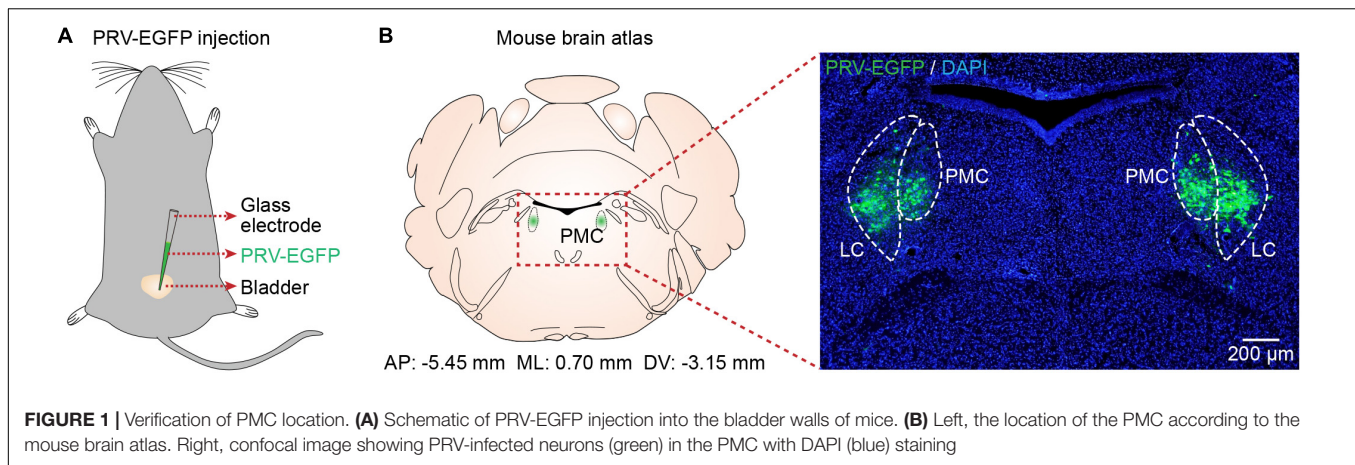 A PRV-EGFP injection
Glass
electrode
PRV-EGFP
Bladder
B Mouse brain atlas
PMC
AP: -5.45 mm ML: 0.70 mm DV: -3.15 mm
PRV-EGFP / DAPI
PMC
PMC
LC
LC
200 µm
FIGURE 1 | Verification of PMC location. (A) Schematic of PRV-EGFP injection into the bladder walls of mice. (B) Left, the location of the PMC according to the
mouse brain atlas. Right, confocal image showing PRV-infected neurons (green) in the PMC with DAPI (blue) staining